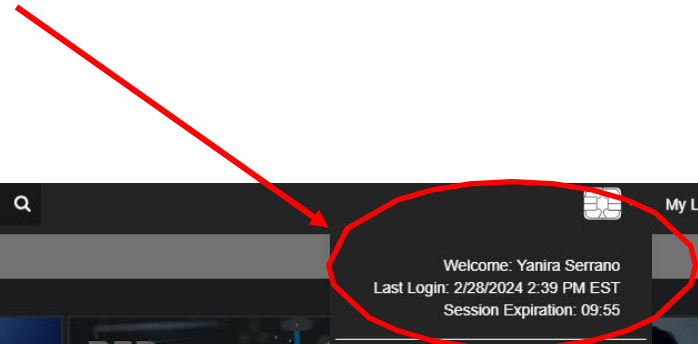 My L
Welcome: Yanira Serrano
Last Login: 2/28/2024 2:39 PM EST
Session Expiration: 09:55